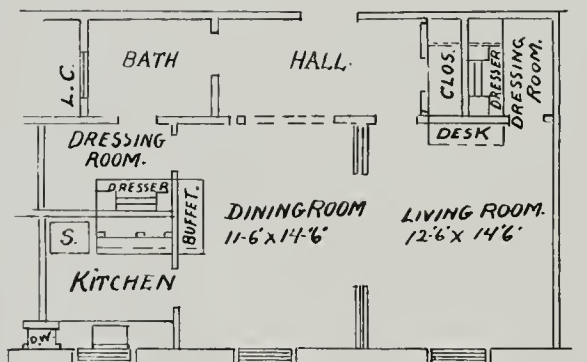 L.C.
BATH
HALL.
CLOS.
DRESSER
DRESSING
ROOM.
DESK
DRESSING
ROOM.
DRESSER
BUFFET.
S.
DINING ROOM
11-6" x 14-6"
LIVING ROOM.
12-6" x 14-6"
KITCHEN
D.W.